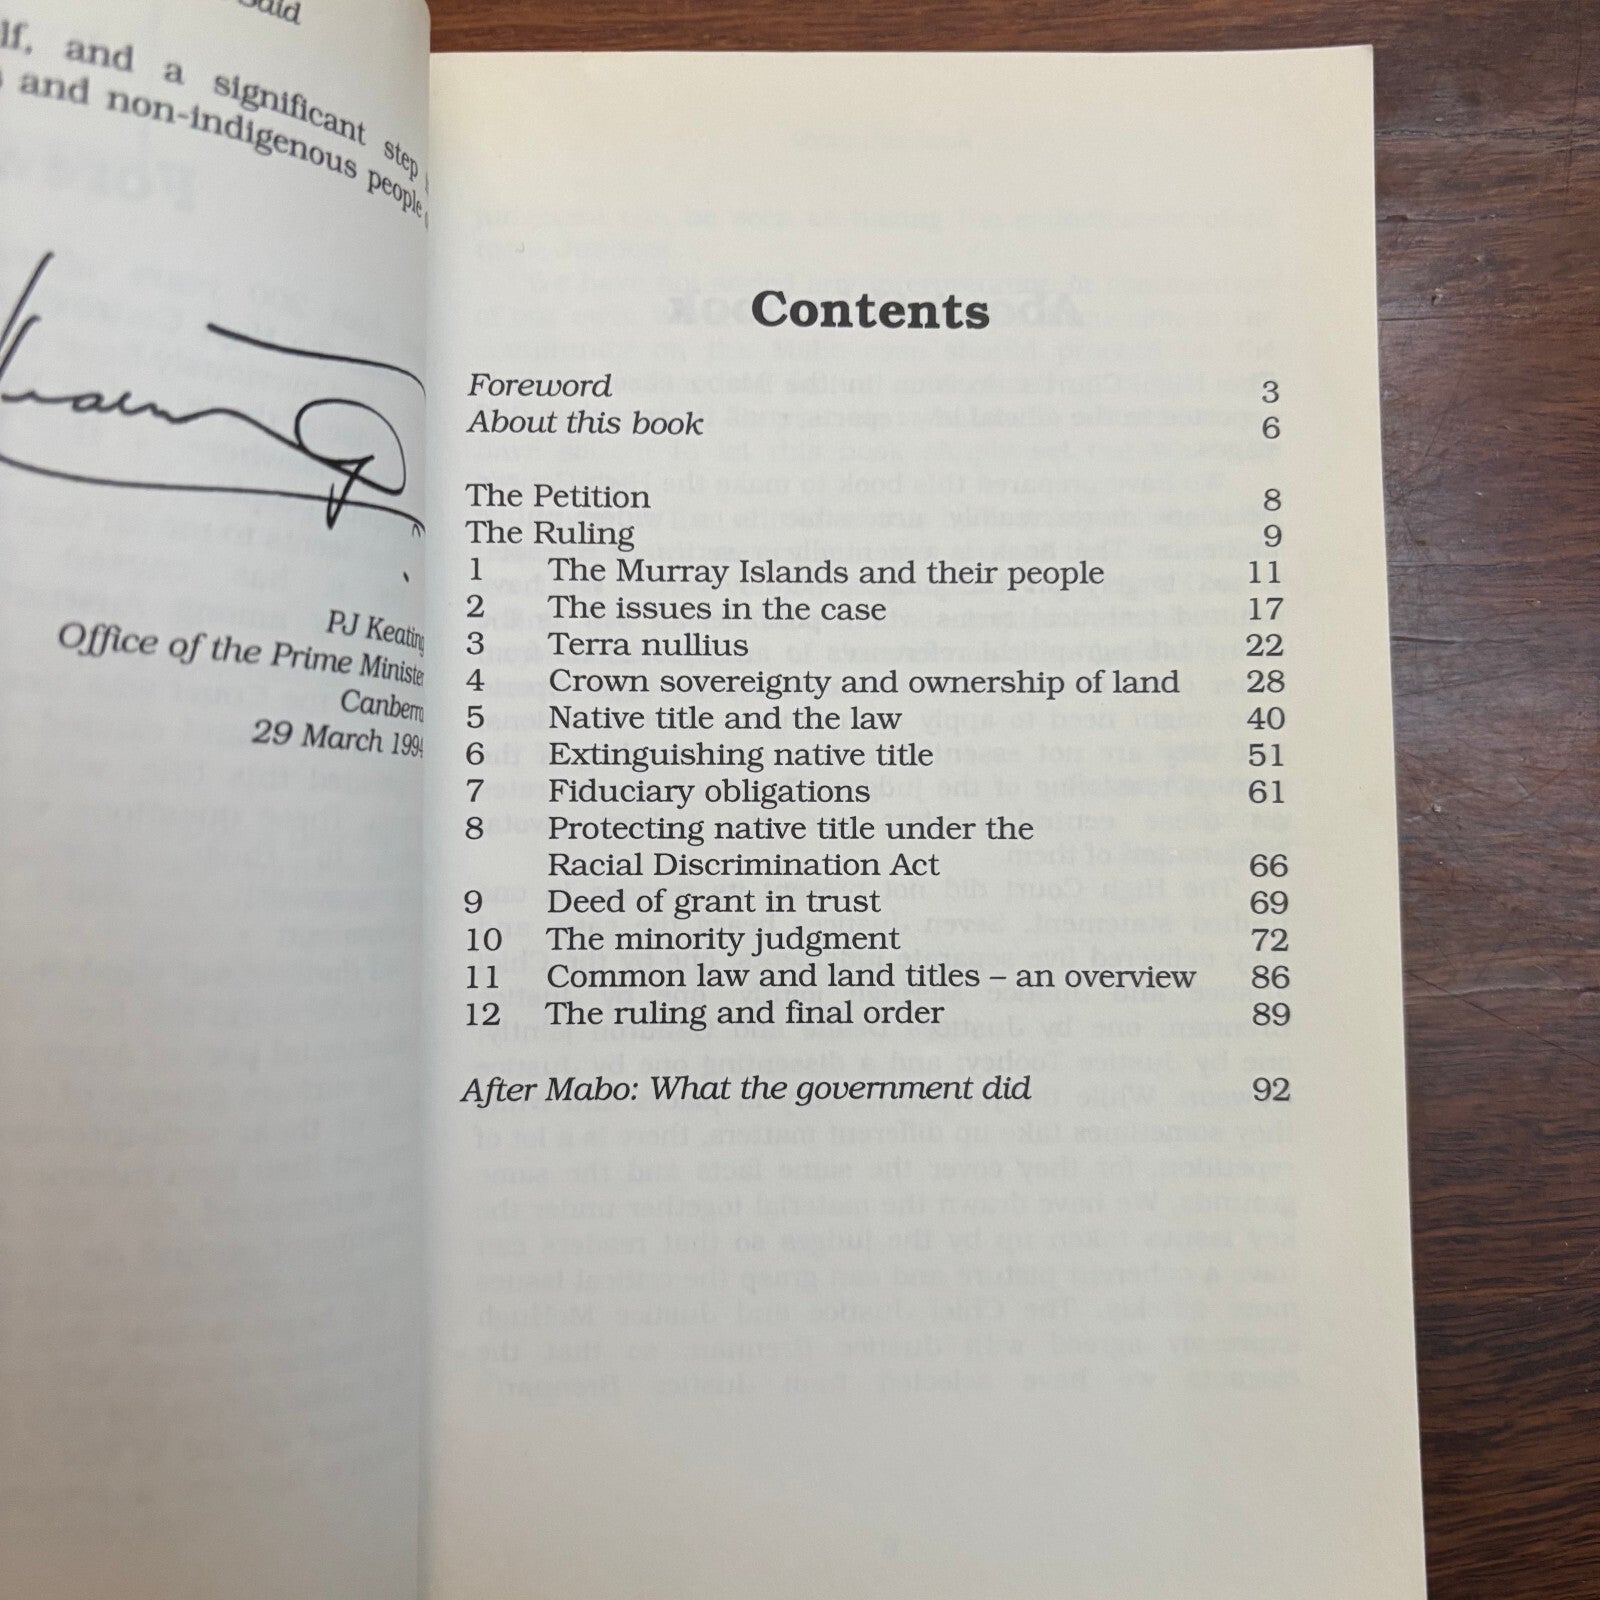 said
lf, and a significant step
and non-indigenous people
PJ Keating
Office of the Prime Minister
Canberra
29 March 1994
Contents
Foreword 3
About this book 6
The Petition 8
The Ruling 9
1 The Murray Islands and their people 11
2 The issues in the case 17
3 Terra nullius 22
4 Crown sovereignty and ownership of land 28
5 Native title and the law 40
6 Extinguishing native title 51
7 Fiduciary obligations 61
8 Protecting native title under the
Racial Discrimination Act 66
9 Deed of grant in trust 69
10 The minority judgment 72
11 Common law and land titles – an overview 86
12 The ruling and final order 89
After Mabo: What the government did 92